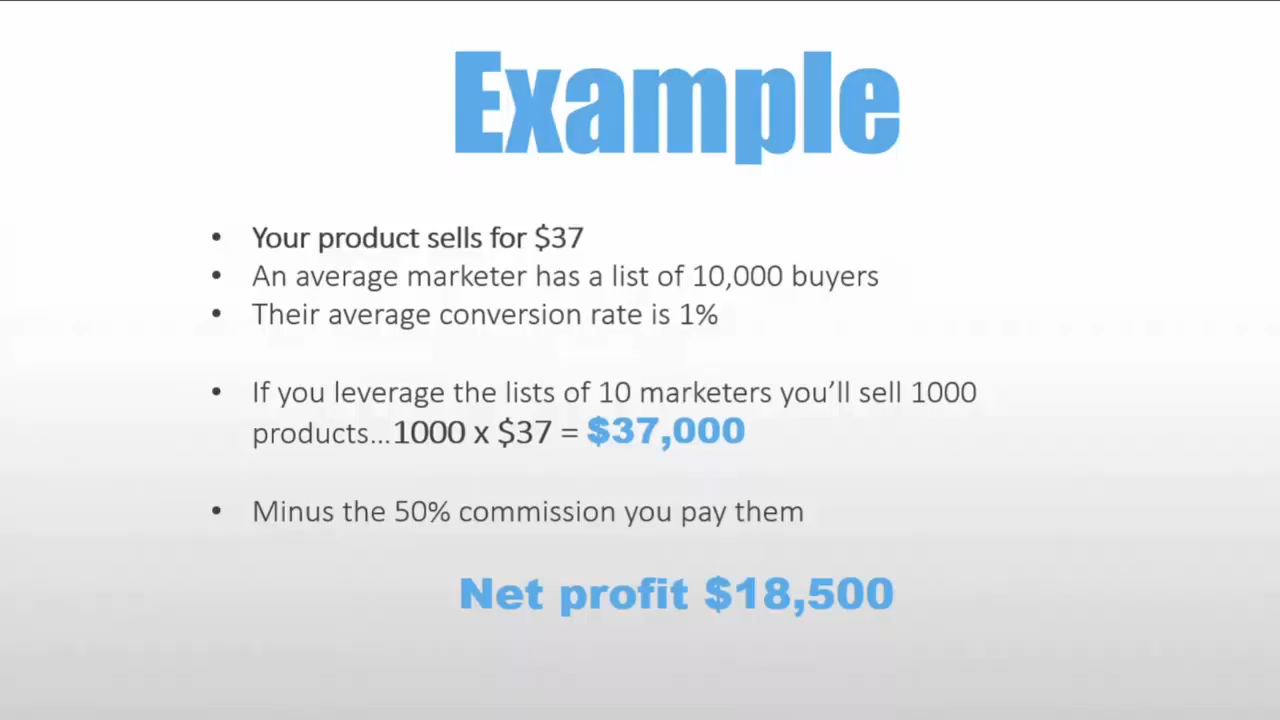 Example
• Your product sells for $37
• An average marketer has a list of 10,000 buyers
• Their average conversion rate is 1%
• If you leverage the lists of 10 marketers you’ll sell 1000
products...1000 x $37 = $37,000
• Minus the 50% commission you pay them
Net profit $18,500